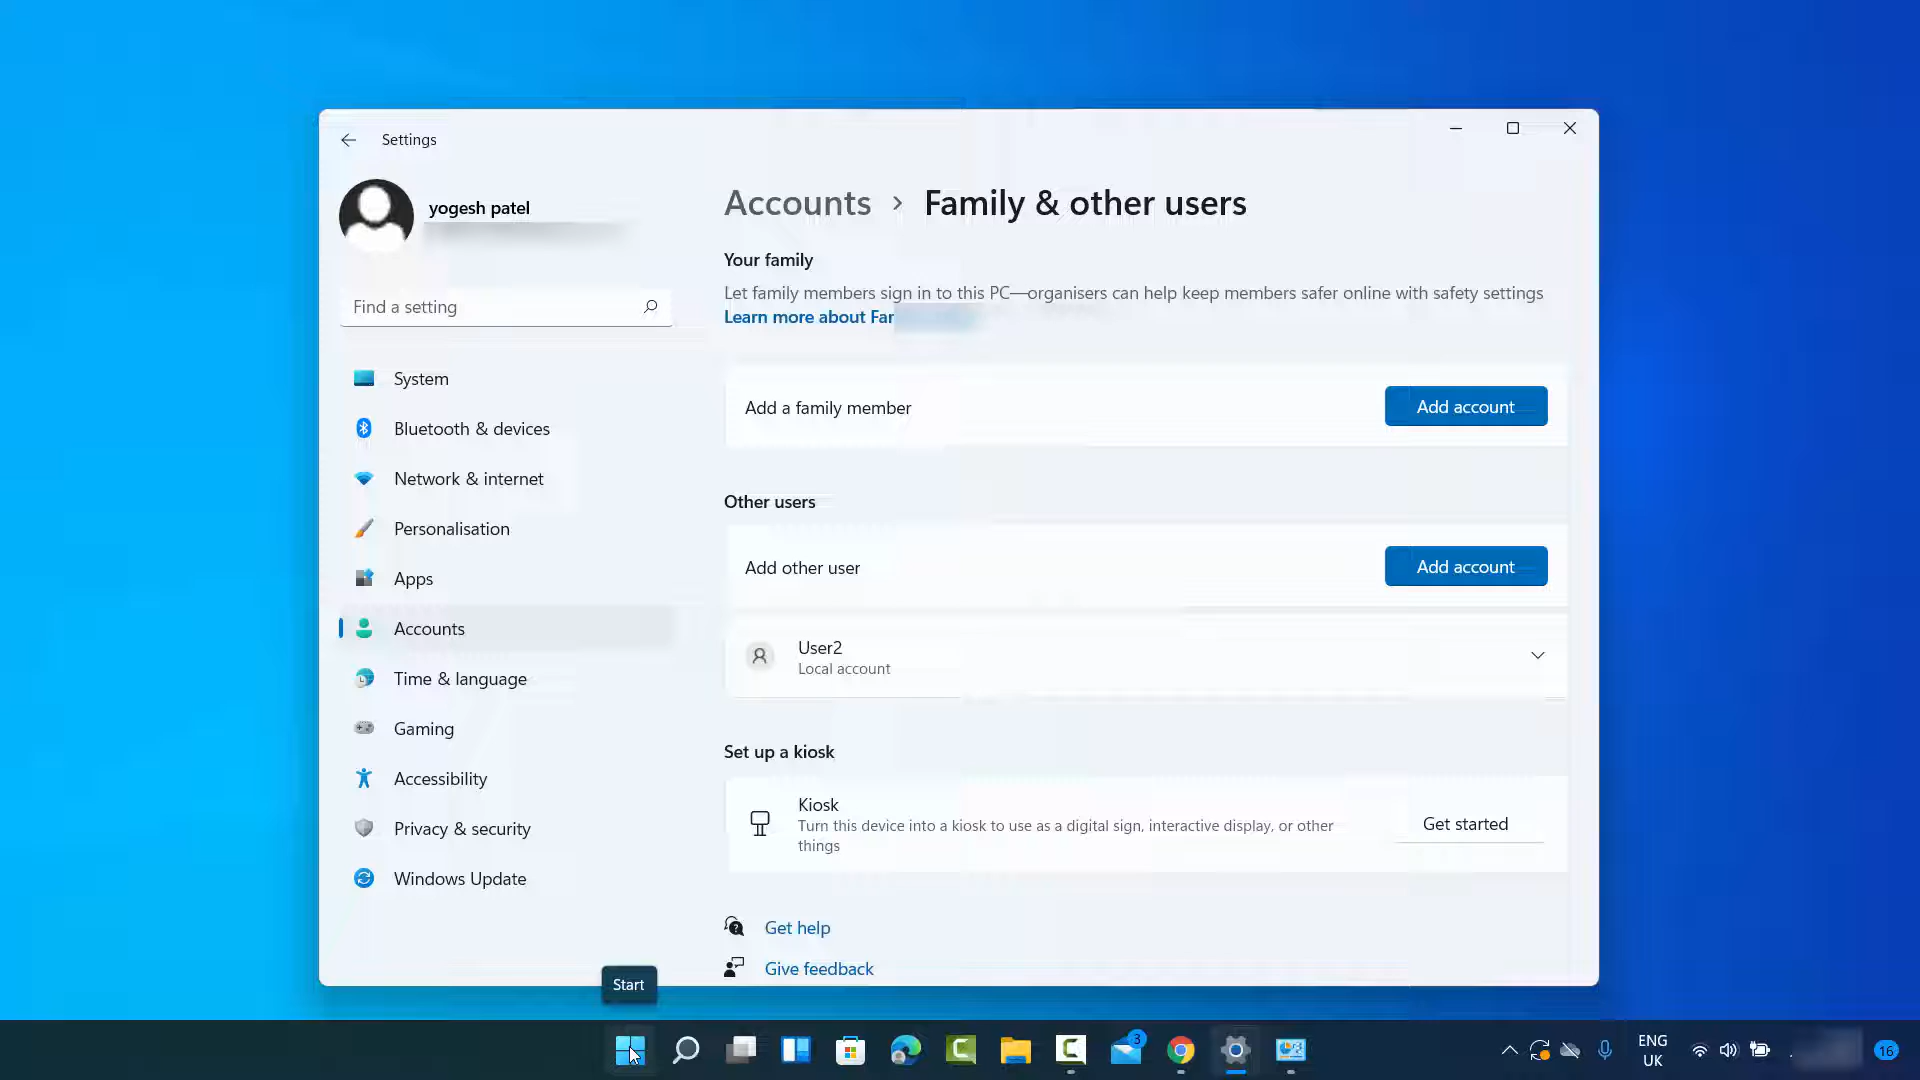 Settings
yogesh patel
Find a setting
System
Bluetooth & devices
Network & internet
Personalisation
Apps
Accounts
Time & language
Gaming
Accessibility
Privacy & security
Windows Update
Accounts > Family & other users
Your family
Let family members sign in to this PC—organisers can help keep members safer online with safety settings
Learn more about
Add a family member
Add account
Other users
Add other user
Add account
User2
Local account
Set up a kiosk
Kiosk
Turn this device into a kiosk to use as a digital sign, interactive display, or other
things
Get started
Get help
Give feedback
Start
3
ENG
UK
16